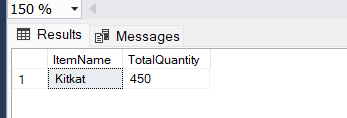 150 %
Results Messages
ItemName TotalQuantity
1 Kitkat 450